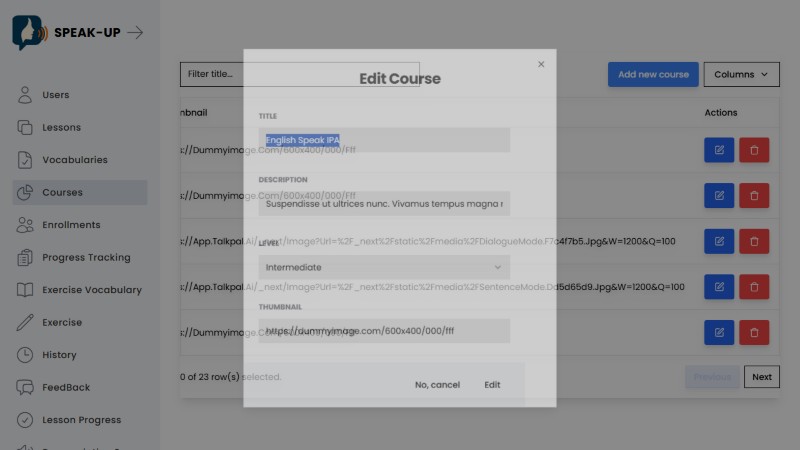 SPEAK-UP
Users
Lessons
Vocabularies
Courses
Enrollments
Progress Tracking
Exercise Vocabulary
Exercise
History
FeedBack
Lesson Progress
Filter title...
Add new course
Columns
mbnail
Actions
s://Dummyimage.Com/600x400/000/Fff
s://Dummyimage.Com/600x400/000/Fff
s://App.Talkpal.Ai/_next/Image?Url=%2F_next%2Fstatic%2Fmedia%2FDialogueMode.F7c4f7b5.Jpg&W=1200&Q=100
s://App.Talkpal.Ai/_next/Image?Url=%2F_next%2Fstatic%2Fmedia%2FSentenceMode.Dd5d65d9.Jpg&W=1200&Q=100
s://Dummyimage.Com/600x400/000/Fff
0 of 23 row(s) selected.
Previous
Next
Edit Course
TITLE
English Speak IPA
DESCRIPTION
Suspendisse ut ultrices nunc. Vivamus tempus magna r
LEVEL
Intermediate
THUMBNAIL
https://dummyimage.com/600x400/000/fff
No, cancel
Edit